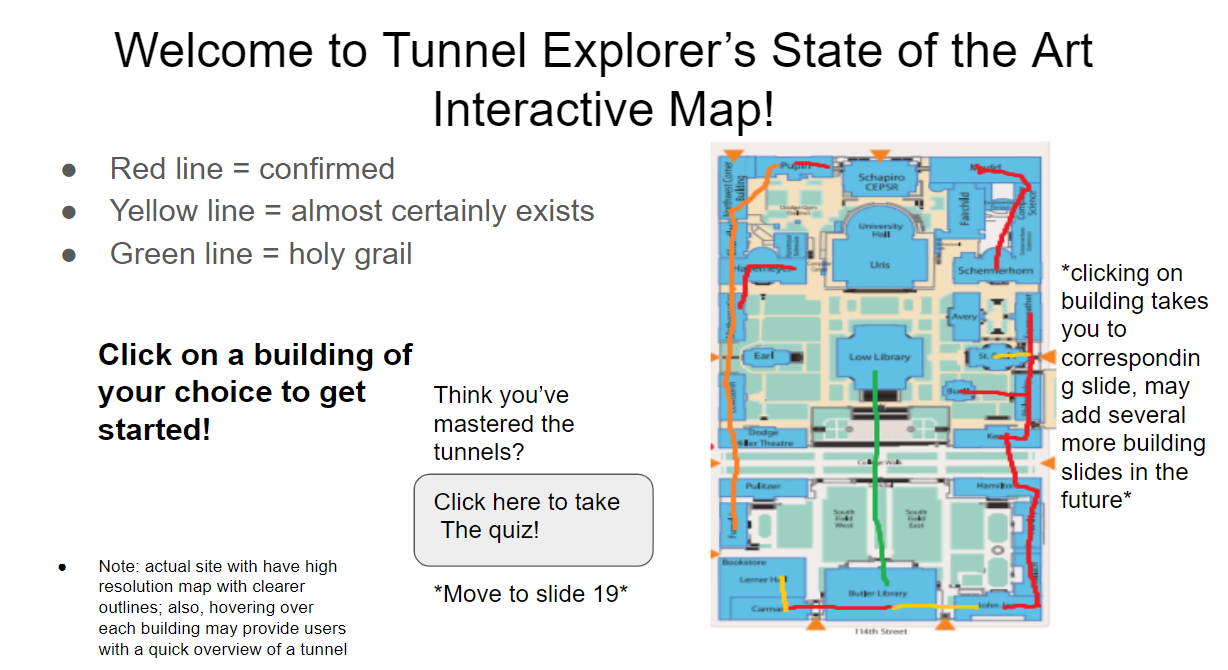 Welcome to Tunnel Explorer’s State of the Art
Interactive Map!
● Red line = confirmed
● Yellow line = almost certainly exists
● Green line = holy grail
Click on a building of
your choice to get
started!
Think you’ve
mastered the
tunnels?
Click here to take
The quiz!
*Move to slide 19*
● Note: actual site with have high
resolution map with clearer
outlines; also, hovering over
each building may provide users
with a quick overview of a tunnel
*clicking on
building takes
you to
correspondin
g slide, may
add several
more building
slides in the
future*
Pupin
Schapiro
CEPSR
Northwest Corner
Building
Fairchild
Computer
Science
University
Hall
Uris
Havemeyer
Schermerhorn
Avery
Earl
Low Library
St.
Dodge
Miller Theatre
College Walk
Pulitzer
Hamilton
South
Field
West
South
Field
East
Bookstore
Lerner Hall
Carman
Butler Library
John Jay
114th Street